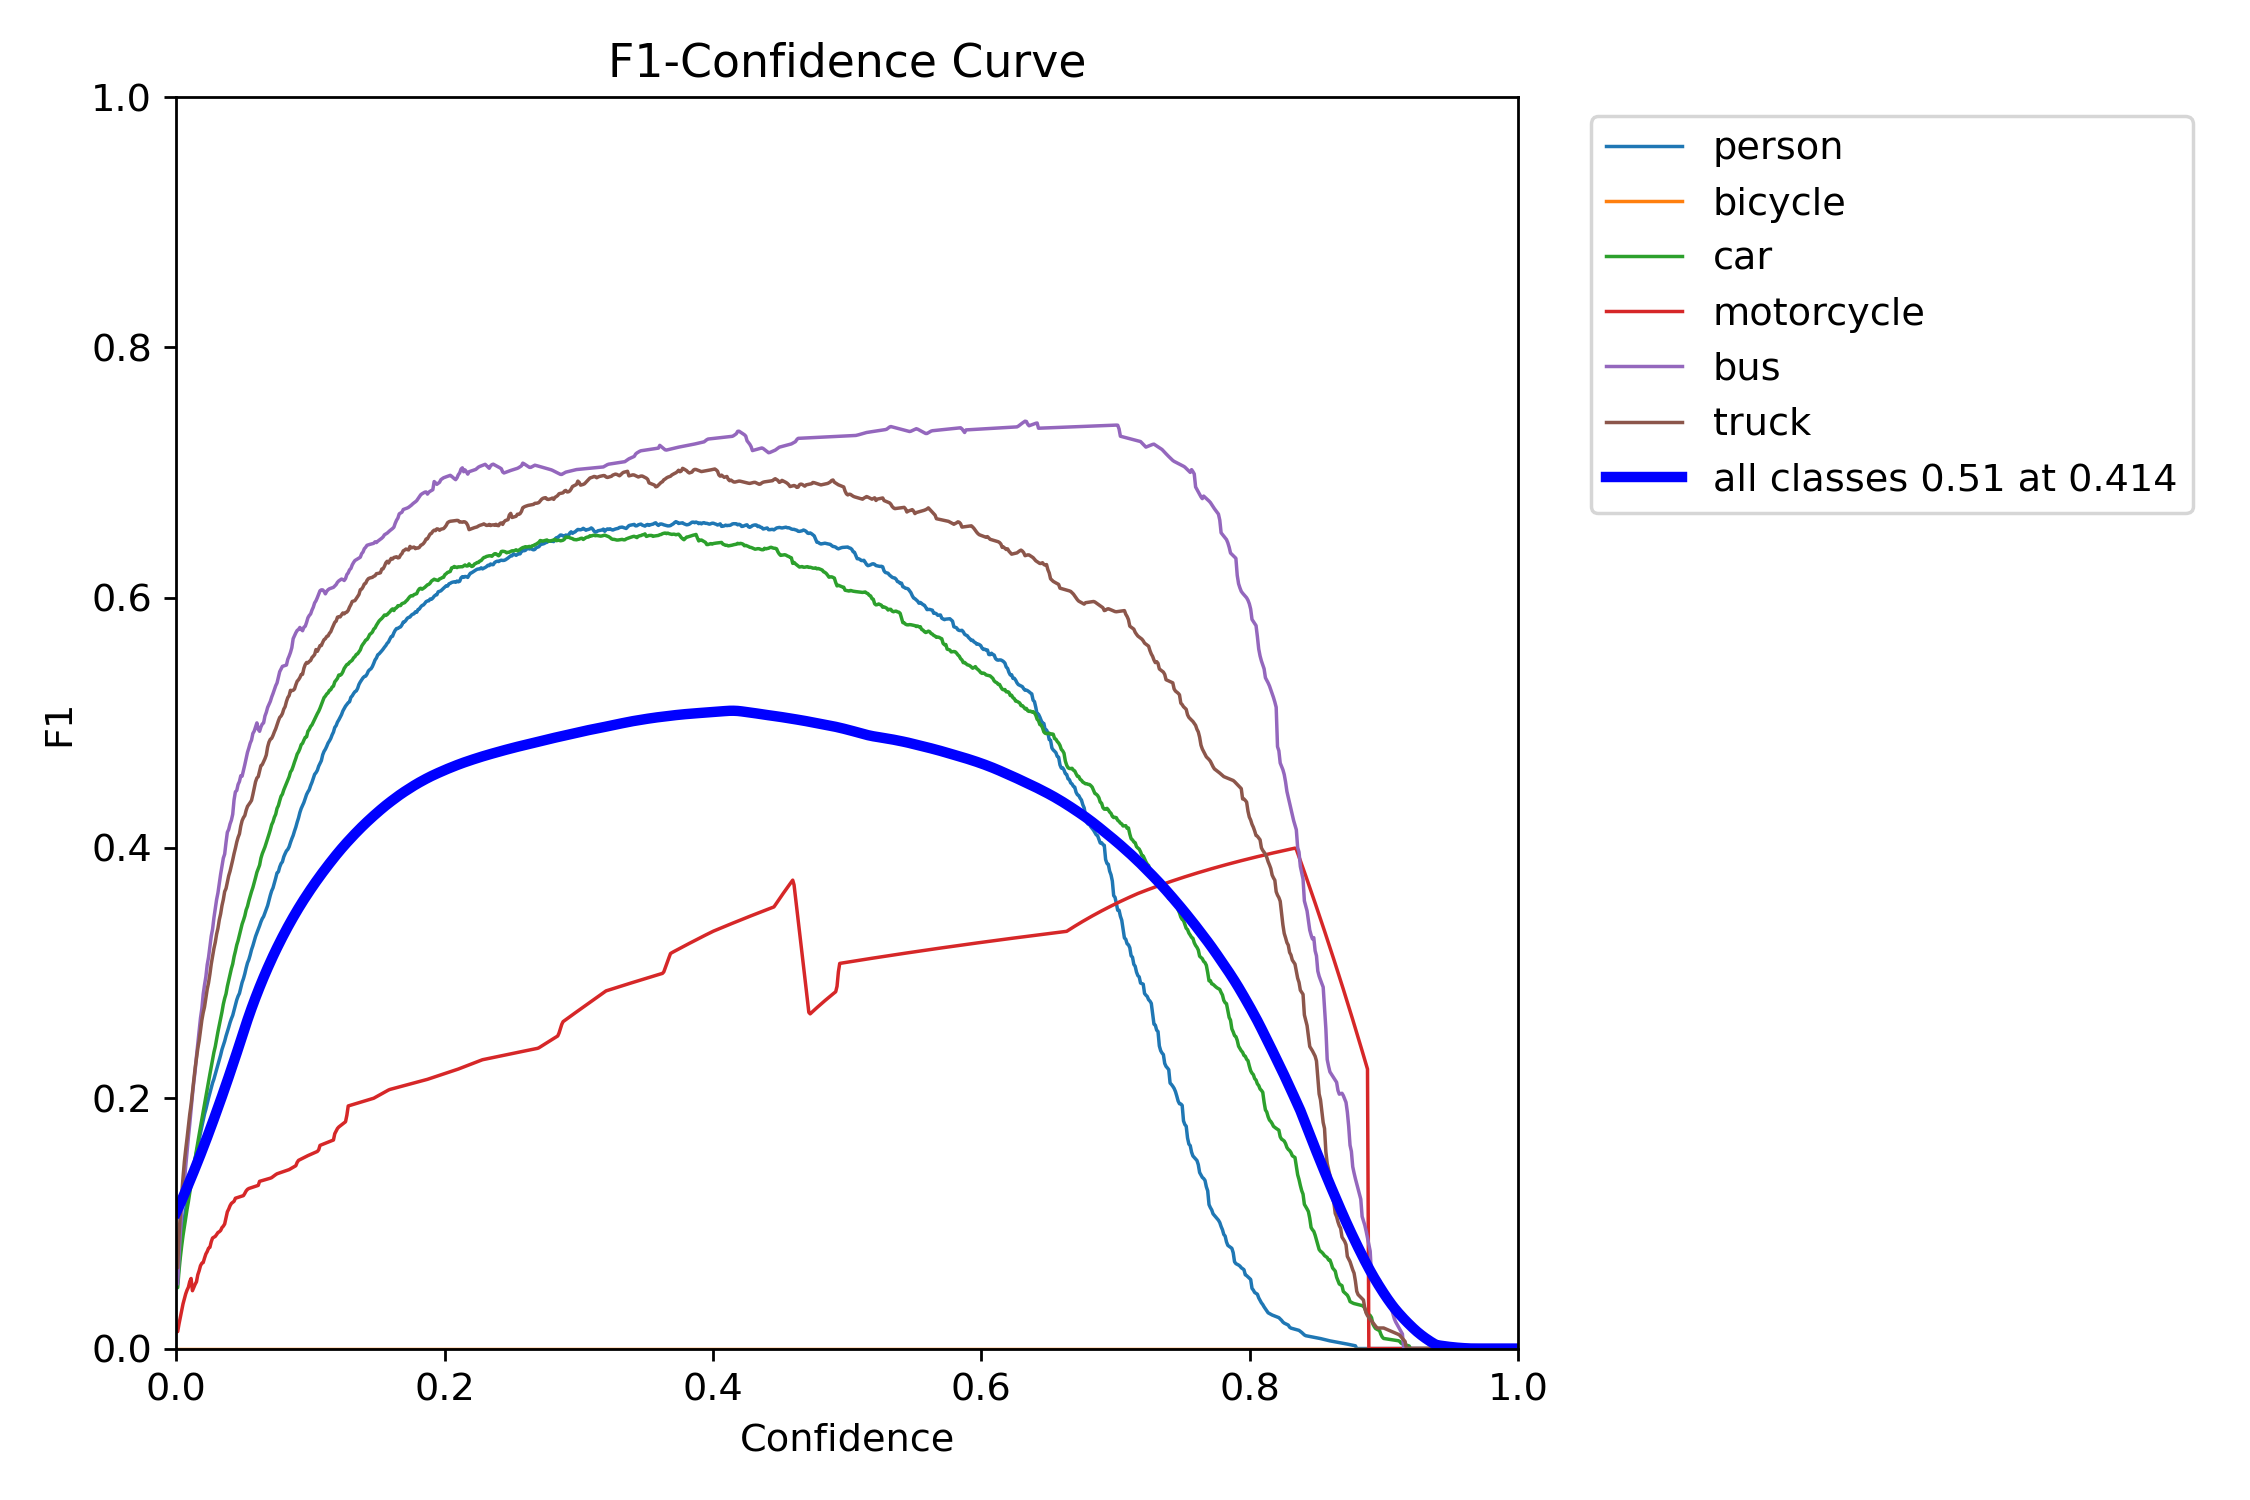 F1-Confidence Curve
1.0
0.8
0.6
0.4
0.2
0.0
F1
0.0 0.2 0.4 0.6 0.8 1.0
Confidence
person
bicycle
car
motorcycle
bus
truck
all classes 0.51 at 0.414